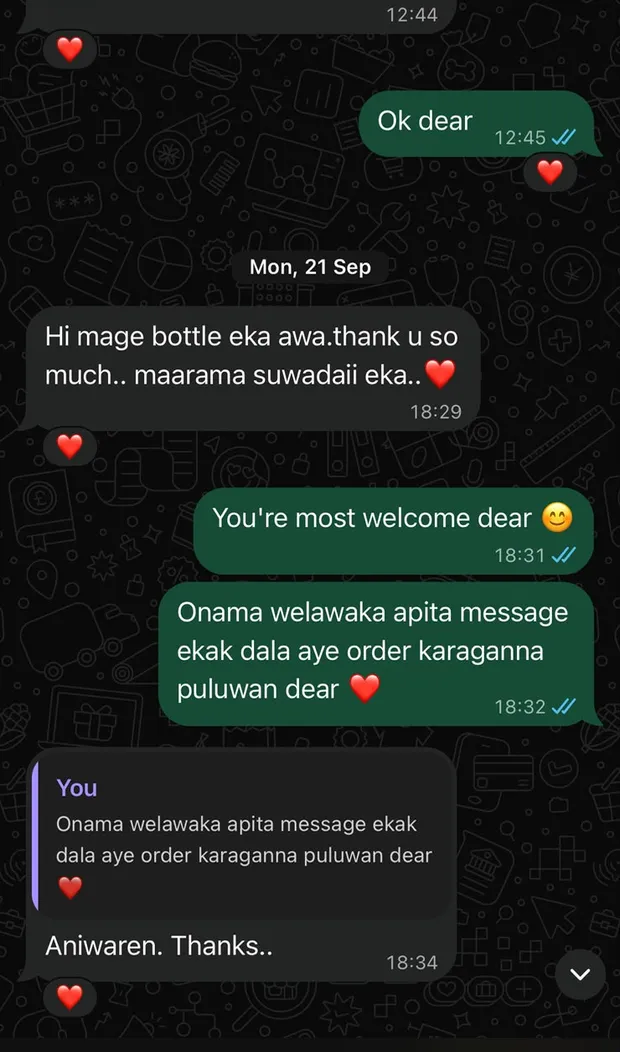 12:44
❤️
Ok dear
12:45
❤️
Mon, 21 Sep
Hi mage bottle eka awa.thank u so
much.. maarama suwadaii eka..❤️
18:29
❤️
You're most welcome dear 😊
18:31
Onama welawaka apita message
ekak dala aye order karaganna
puluwan dear ❤️
18:32
You
Onama welawaka apita message ekak
dala aye order karaganna puluwan dear
❤️
Aniwaren. Thanks..
18:34
❤️